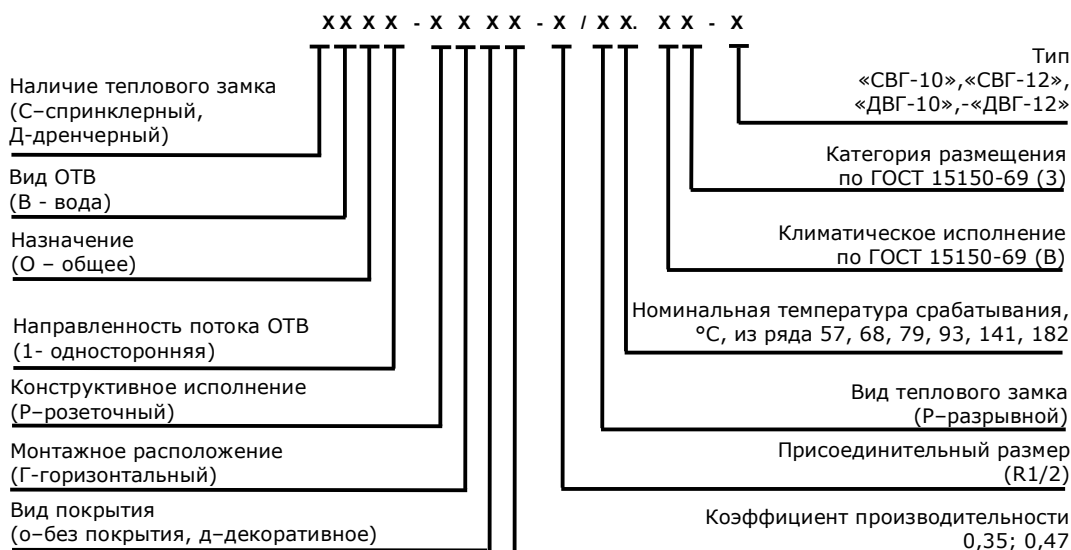 X X X X - X X X X - X / X X. X X - X
Наличие теплового замка
(С–спринклерный,
Д-дренчерный)
Вид ОТВ
(В - вода)
Назначение
(О – общее)
Направленность потока ОТВ
(1- односторонняя)
Конструктивное исполнение
(Р–розеточный)
Монтажное расположение
(Г-горизонтальный)
Вид покрытия
(о–без покрытия, д–декоративное)
Тип
«СВГ-10»,«СВГ-12»,
«ДВГ-10»,-«ДВГ-12»
Категория размещения
по ГОСТ 15150-69 (3)
Климатическое исполнение
по ГОСТ 15150-69 (В)
Номинальная температура срабатывания,
°С, из ряда 57, 68, 79, 93, 141, 182
Вид теплового замка
(Р–разрывной)
Присоединительный размер
(R1/2)
Коэффициент производительности
0,35; 0,47